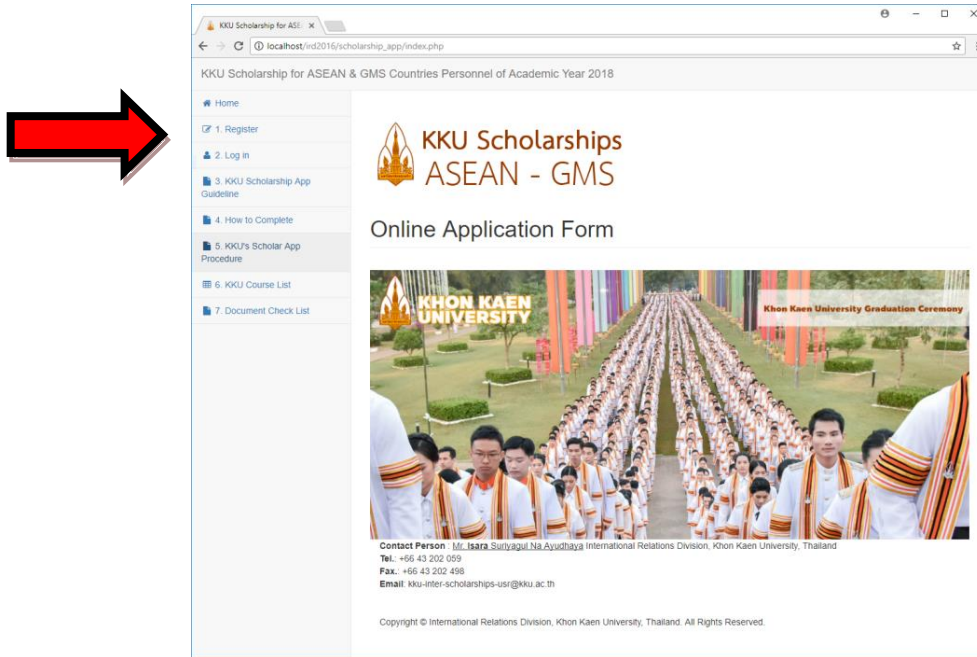 KKU Scholarship for ASE
localhost/ird2016/scholarship_app/index.php
KKU Scholarship for ASEAN & GMS Countries Personnel of Academic Year 2018
Home
1. Register
2. Log in
3. KKU Scholarship App
Guideline
4. How to Complete
5. KKU's Scholar App
Procedure
6. KKU Course List
7. Document Check List
KKU Scholarships
ASEAN - GMS
Online Application Form
KHON KAEN
UNIVERSITY
Khon Kaen University Graduation Ceremony
Contact Person : Mr. Isara Suriyagul Na Ayudhaya International Relations Division, Khon Kaen University, Thailand
Tel.: +66 43 202 059
Fax.: +66 43 202 498
Email: kku-inter-scholarships-usr@kku.ac.th
Copyright © International Relations Division, Khon Kaen University, Thailand. All Rights Reserved.